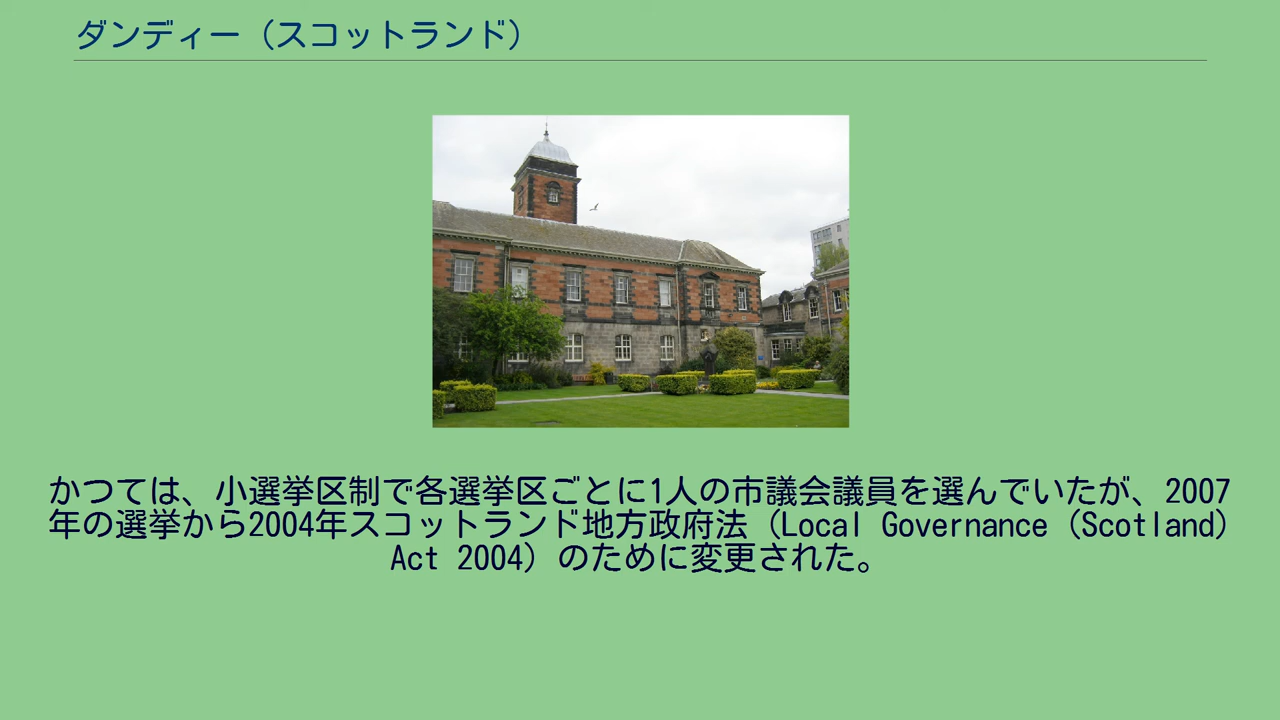 ダンディー（スコットランド）
かつては、小選挙区制で各選挙区ごとに1人の市議会議員を選んでいたが、2007
年の選挙から2004年スコットランド地方政府法（Local Governance (Scotland)
Act 2004）のために変更された。